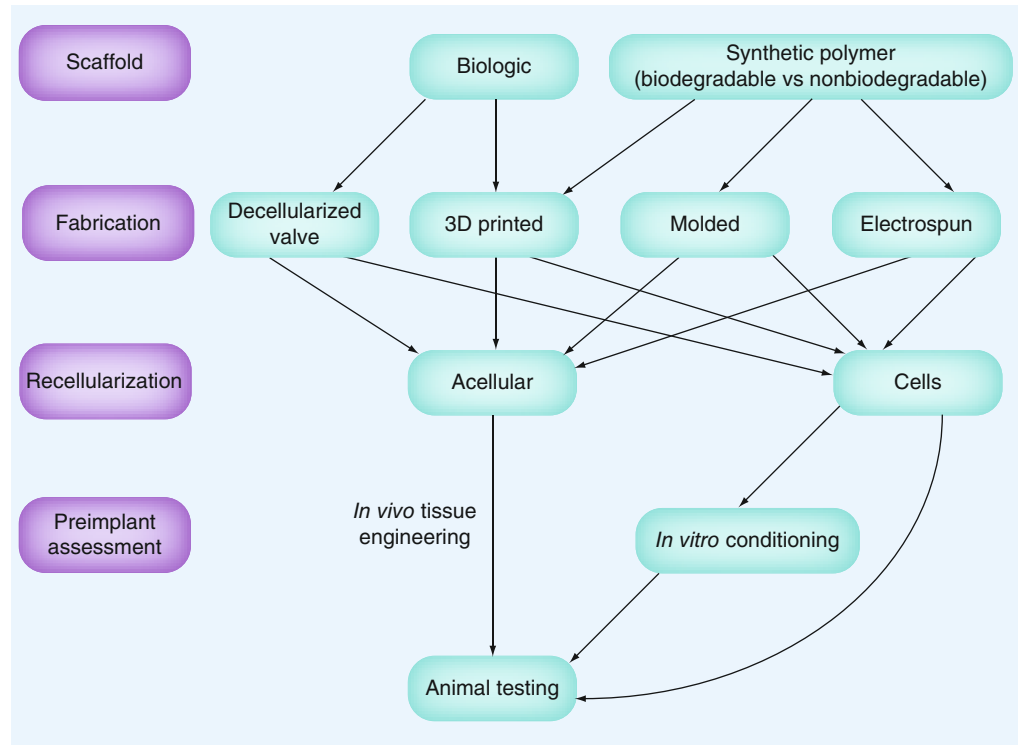 Scaffold
Biologic
Synthetic polymer
(biodegradable vs nonbiodegradable)
Fabrication
Decellularized
valve
3D printed
Molded
Electrospun
Recellularization
Acellular
Cells
Preimplant
assessment
In vivo tissue
engineering
In vitro conditioning
Animal testing